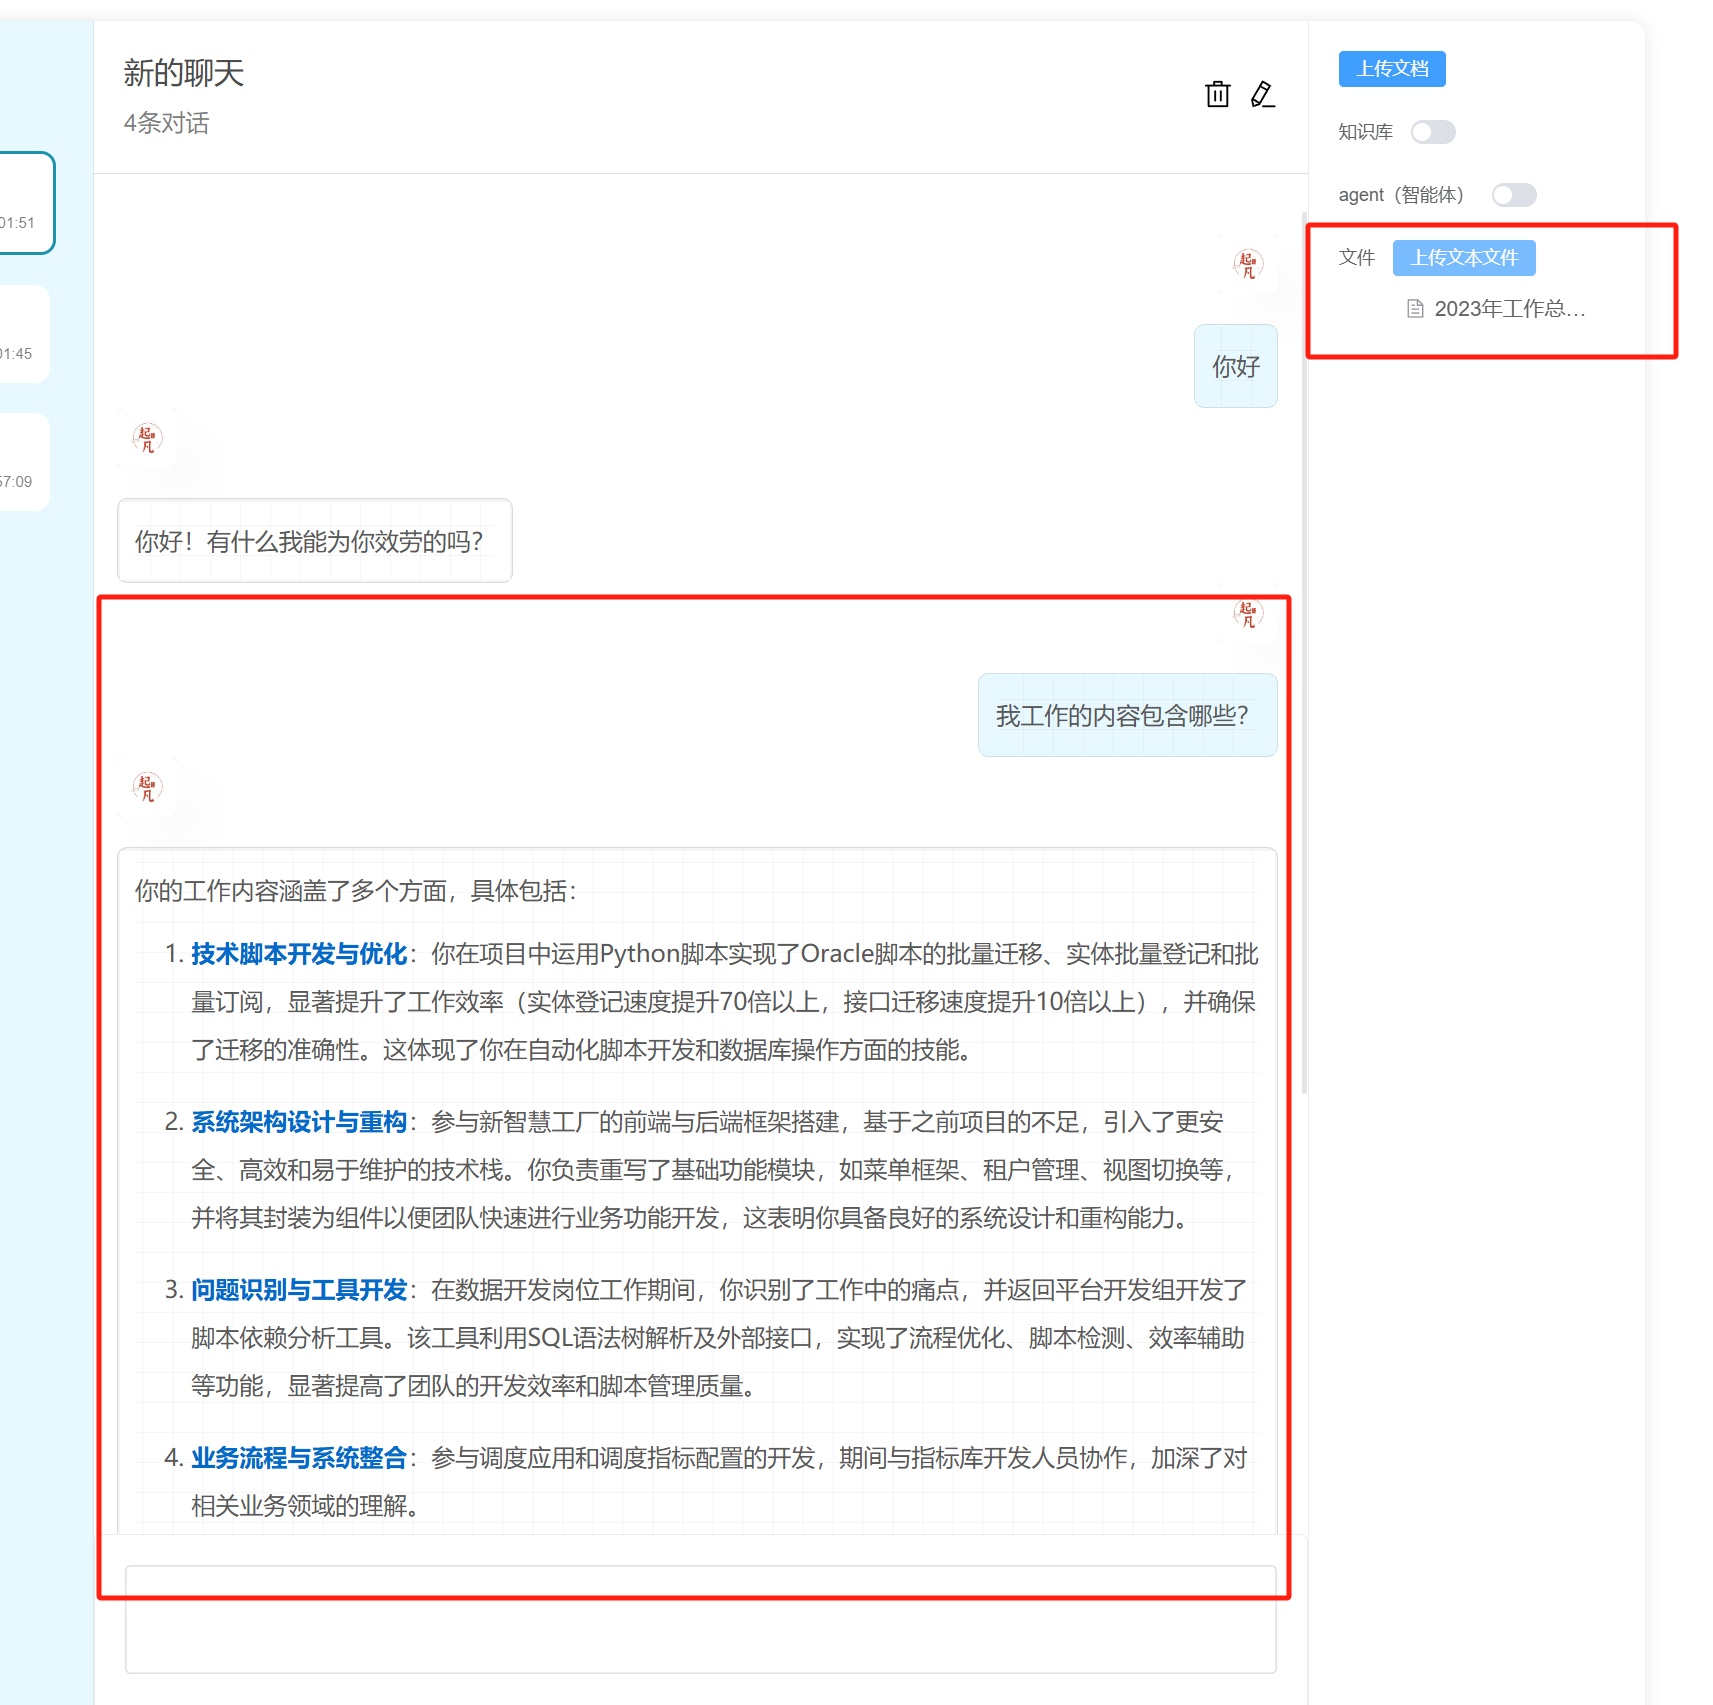 新的聊天
4条对话
01:51
01:45
57:09
起凡
你好
起凡
你好！有什么我能为你效劳的吗？
起凡
我工作的内容包含哪些？
起凡
你的工作内容涵盖了多个方面，具体包括：
1. 技术脚本开发与优化：你在项目中运用Python脚本实现了Oracle脚本的批量迁移、实体批量登记和批
量订阅，显著提升了工作效率（实体登记速度提升70倍以上，接口迁移速度提升10倍以上），并确保
了迁移的准确性。这体现了你在自动化脚本开发和数据库操作方面的技能。
2. 系统架构设计与重构：参与新智慧工厂的前端与后端框架搭建，基于之前项目的不足，引入了更安
全、高效和易于维护的技术栈。你负责重写了基础功能模块，如菜单框架、租户管理、视图切换等，
并将其封装为组件以便团队快速进行业务功能开发，这表明你具备良好的系统设计和重构能力。
3. 问题识别与工具开发：在数据开发岗位工作期间，你识别了工作中的痛点，并返回平台开发组开发了
脚本依赖分析工具。该工具利用SQL语法树解析及外部接口，实现了流程优化、脚本检测、效率辅助
等功能，显著提高了团队的开发效率和脚本管理质量。
4. 业务流程与系统整合：参与调度应用和调度指标配置的开发，期间与指标库开发人员协作，加深了对
相关业务领域的理解。
上传文档
知识库
agent（智能体）
文件 上传文本文件
2023年工作总...